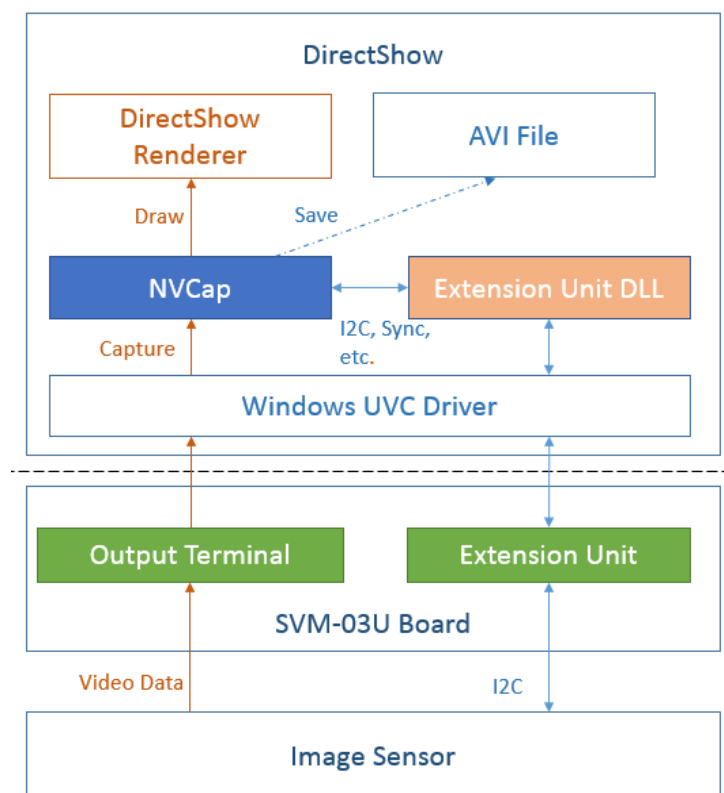 DirectShow
DirectShow
Renderer
AVI File
Draw
Save
NVCap
Extension Unit DLL
Capture
I2C, Sync,
etc.
Windows UVC Driver
Output Terminal
Extension Unit
SVM-03U Board
Video Data
I2C
Image Sensor